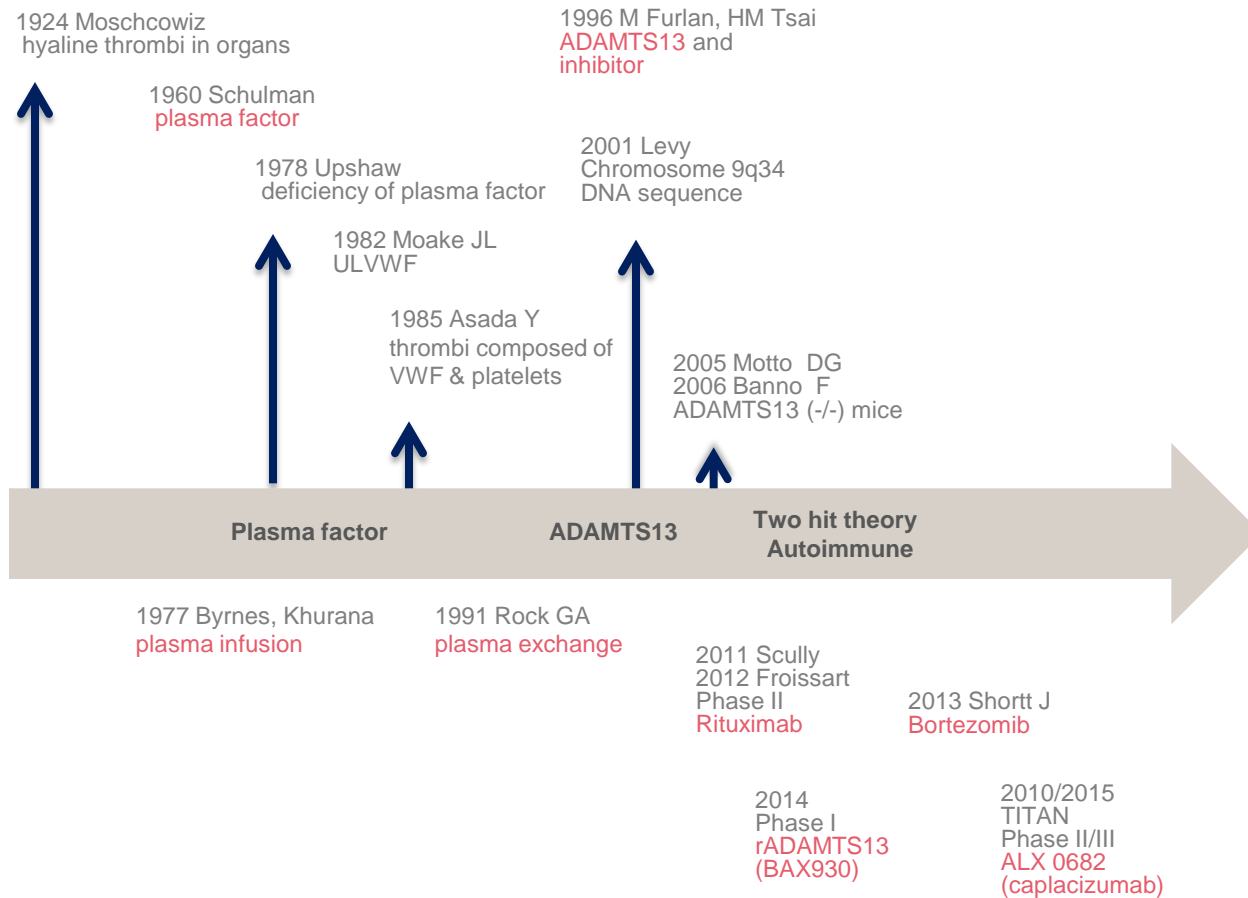 1924 Moschcowiz
hyaline thrombi in organs
1960 Schulman
plasma factor
1978 Upshaw
deficiency of plasma factor
1982 Moake JL
ULVWF
1985 Asada Y
thrombi composed of
VWF & platelets
1996 M Furlan, HM Tsai
ADAMTS13 and
inhibitor
2001 Levy
Chromosome 9q34
DNA sequence
2005 Motto  DG
2006 Banno  F
ADAMTS13 (-/-) mice
Plasma factor
ADAMTS13
Two hit theory
Autoimmune
1977 Byrnes, Khurana
plasma infusion
1991 Rock GA
plasma exchange
2011 Scully
2012 Froissart
Phase II
Rituximab
2013 Shortt J
Bortezomib
2014
Phase I
rADAMTS13
(BAX930)
2010/2015
TITAN
Phase II/III
ALX 0682
(caplacizumab)